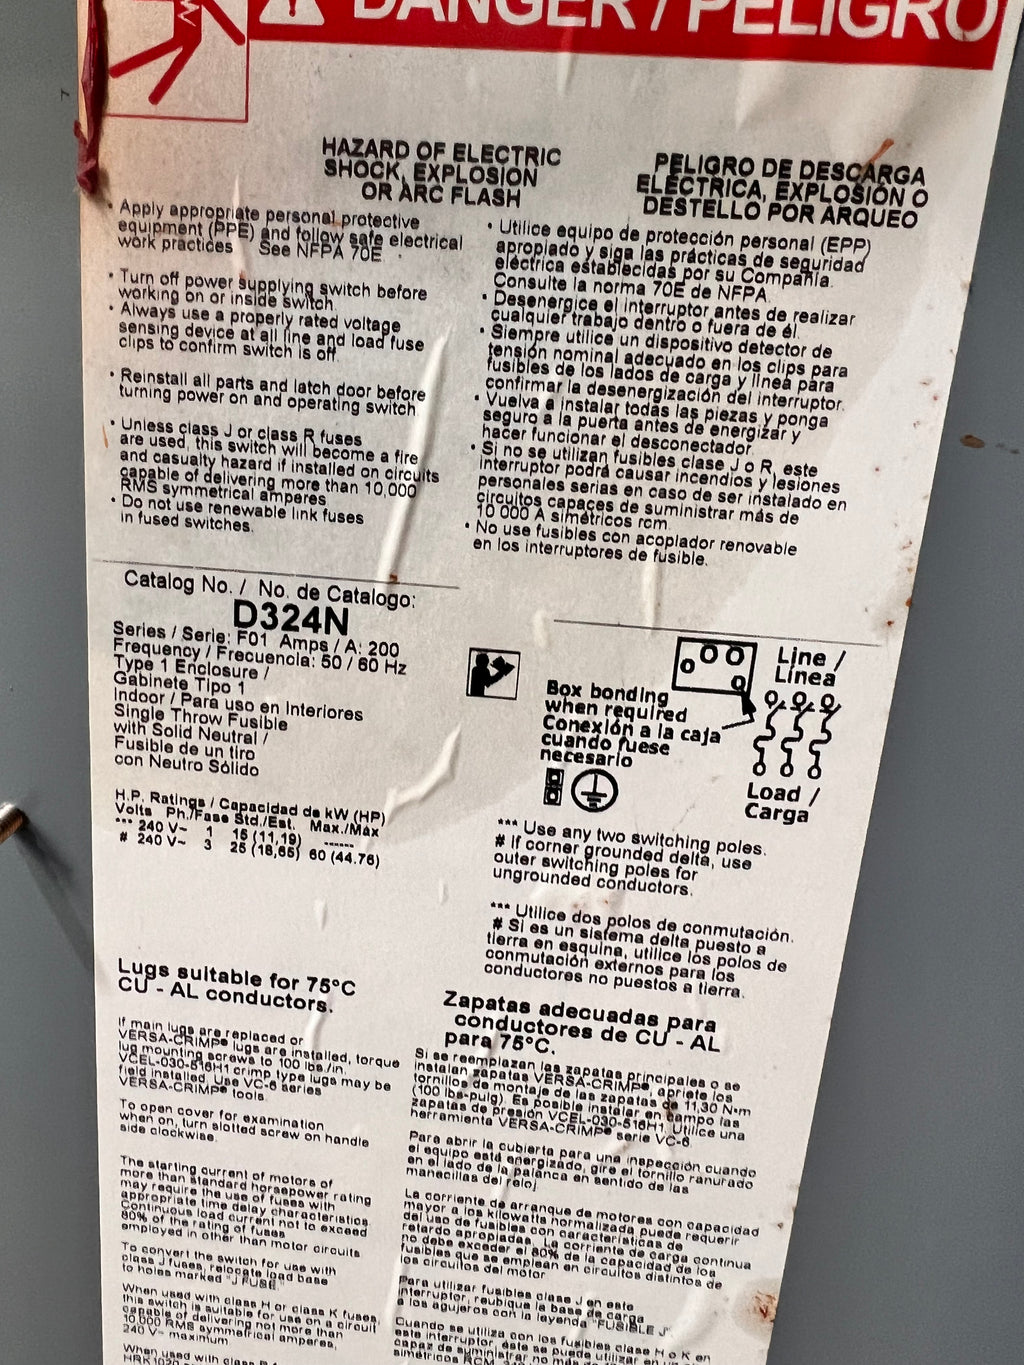 DANGER / PELIGRO
HAZARD OF ELECTRIC
SHOCK, EXPLOSION
OR ARC FLASH
• Apply appropriate personal protective
equipment (PPE) and follow safe electrical
work practices See NFPA 70E .
• Turn off power supplying switch before
working on or inside switch
• Always use a properly rated voltage
sensing device at all line and load fuse
clips to confirm switch is off.
• Reinstall all parts and latch door before
turning power on and operating switch
• Unless class J or class R fuses
are used, this switch will become a fire
and casualty hazard if installed on circuits
capable of delivering more than 10,000
RMS symmetrical amperes
• Do not use renewable link fuses
in fused switches.
PELIGRO DE DESCARGA
ELÉCTRICA, EXPLOSIÓN O
DESTELLO POR ARQUEO
• Utilice equipo de protección personal (EPP)
apropiado y siga las prácticas de seguridad
eléctrica establecidas por su Compañía.
Consulte la norma 70E de NFPA.
• Desenergice el interruptor antes de realizar
cualquier trabajo dentro o fuera de él.
• Siempre utilice un dispositivo detector de
tensión nominal adecuado en los clips para
fusibles de los lados de carga y línea para
confirmar la desenergización del interruptor.
• Vuelva a instalar todas las piezas y ponga
seguro a la puerta antes de energizar y
hacer funcionar el desconectador.
• Si no se utilizan fusibles clase J o R, este
interruptor podrá causar incendios y lesiones
personales serias en caso de ser instalado en
circuitos capaces de suministrar más de
10 000 A simétricos rcm.
• No use fusibles con acoplador renovable
en los interruptores de fusible.
Catalog No. / No. de Catalogo:
D324N
Series / Serie: F01 Amps / A: 200
Frequency / Frecuencia: 50 / 60 Hz
Type 1 Enclosure /
Gabinete Tipo 1
Indoor / Para uso en Interiores
Single Throw Fusible
with Solid Neutral /
Fusible de un tiro
con Neutro Sólido
H.P. Ratings / Capacidad de kW (HP)
Volts Ph./Fase Std./Est. Max./Máx
*** 240 V~ 1 15 (11,19) ------
# 240 V~ 3 25 (18,65) 60 (44.76)
Box bonding
when required
Conexión a la caja
cuando fuese
necesario
Line /
Línea
Load /
Carga
*** Use any two switching poles.
# If corner grounded delta, use
outer switching poles for
ungrounded conductors.
*** Utilice dos polos de conmutación.
# Si es un sistema delta puesto a
tierra en esquina, utilice los polos de
conmutación externos para los
conductores no puestos a tierra.
Lugs suitable for 75°C
CU - AL conductors.
If main lugs are replaced or
VERSA-CRIMP® lugs are installed, torque
lug mounting screws to 100 lbs./in.
VCEL-030-516H1 crimp type lugs may be
field installed. Use VC-6 series
VERSA-CRIMP® tools.
To open cover for examination
when on, turn slotted screw on handle
side clockwise.
The starting current of motors of
more than standard horsepower rating
may require the use of fuses with
appropriate time delay characteristics.
Continuous load current not to exceed
80% of the rating of fuses
employed in other than motor circuits
To convert the switch for use with
class J fuses, relocate load base
to holes marked "J FUSE"
When used with class H or class K fuses,
this switch is suitable for use on a circuit
capable of delivering not more than
10,000 RMS symmetrical amperes,
240 V~ maximum
When used with class
Zapatas adecuadas para
conductores de CU - AL
para 75°C.
Si se reemplazan las zapatas principales o se
instalan zapatas VERSA-CRIMP®, apriete los
tornillos de montaje de las zapatas de 11,30 N•m
(100 lbs-pulg). Es posible instalar en campo las
zapatas de presión VCEL-030-516H1. Utilice una
herramienta VERSA-CRIMP® serie VC-6.
Para abrir la cubierta para una inspección cuando
el equipo está energizado, gire el tornillo ranurado
en el lado de la palanca en sentido de las
manecillas del reloj
La corriente de arranque de motores con capacidad
mayor a los kilowatts normalizada puede requerir
del uso de fusibles con características de
retardo apropiadas. La corriente de carga continua
no debe exceder el 80% de la capacidad de los
fusibles que se emplean en circuitos distintos de
los circuitos del motor
Para utilizar fusibles clase J en este
interruptor, reubique la base de carga
a los agujeros con la leyenda "FUSIBLE J".
Cuando se utiliza con los fusibles clase H o K en
este interruptor, éste se puede utilizar en un
capaz de suministrar no más de
simétricos RCM,